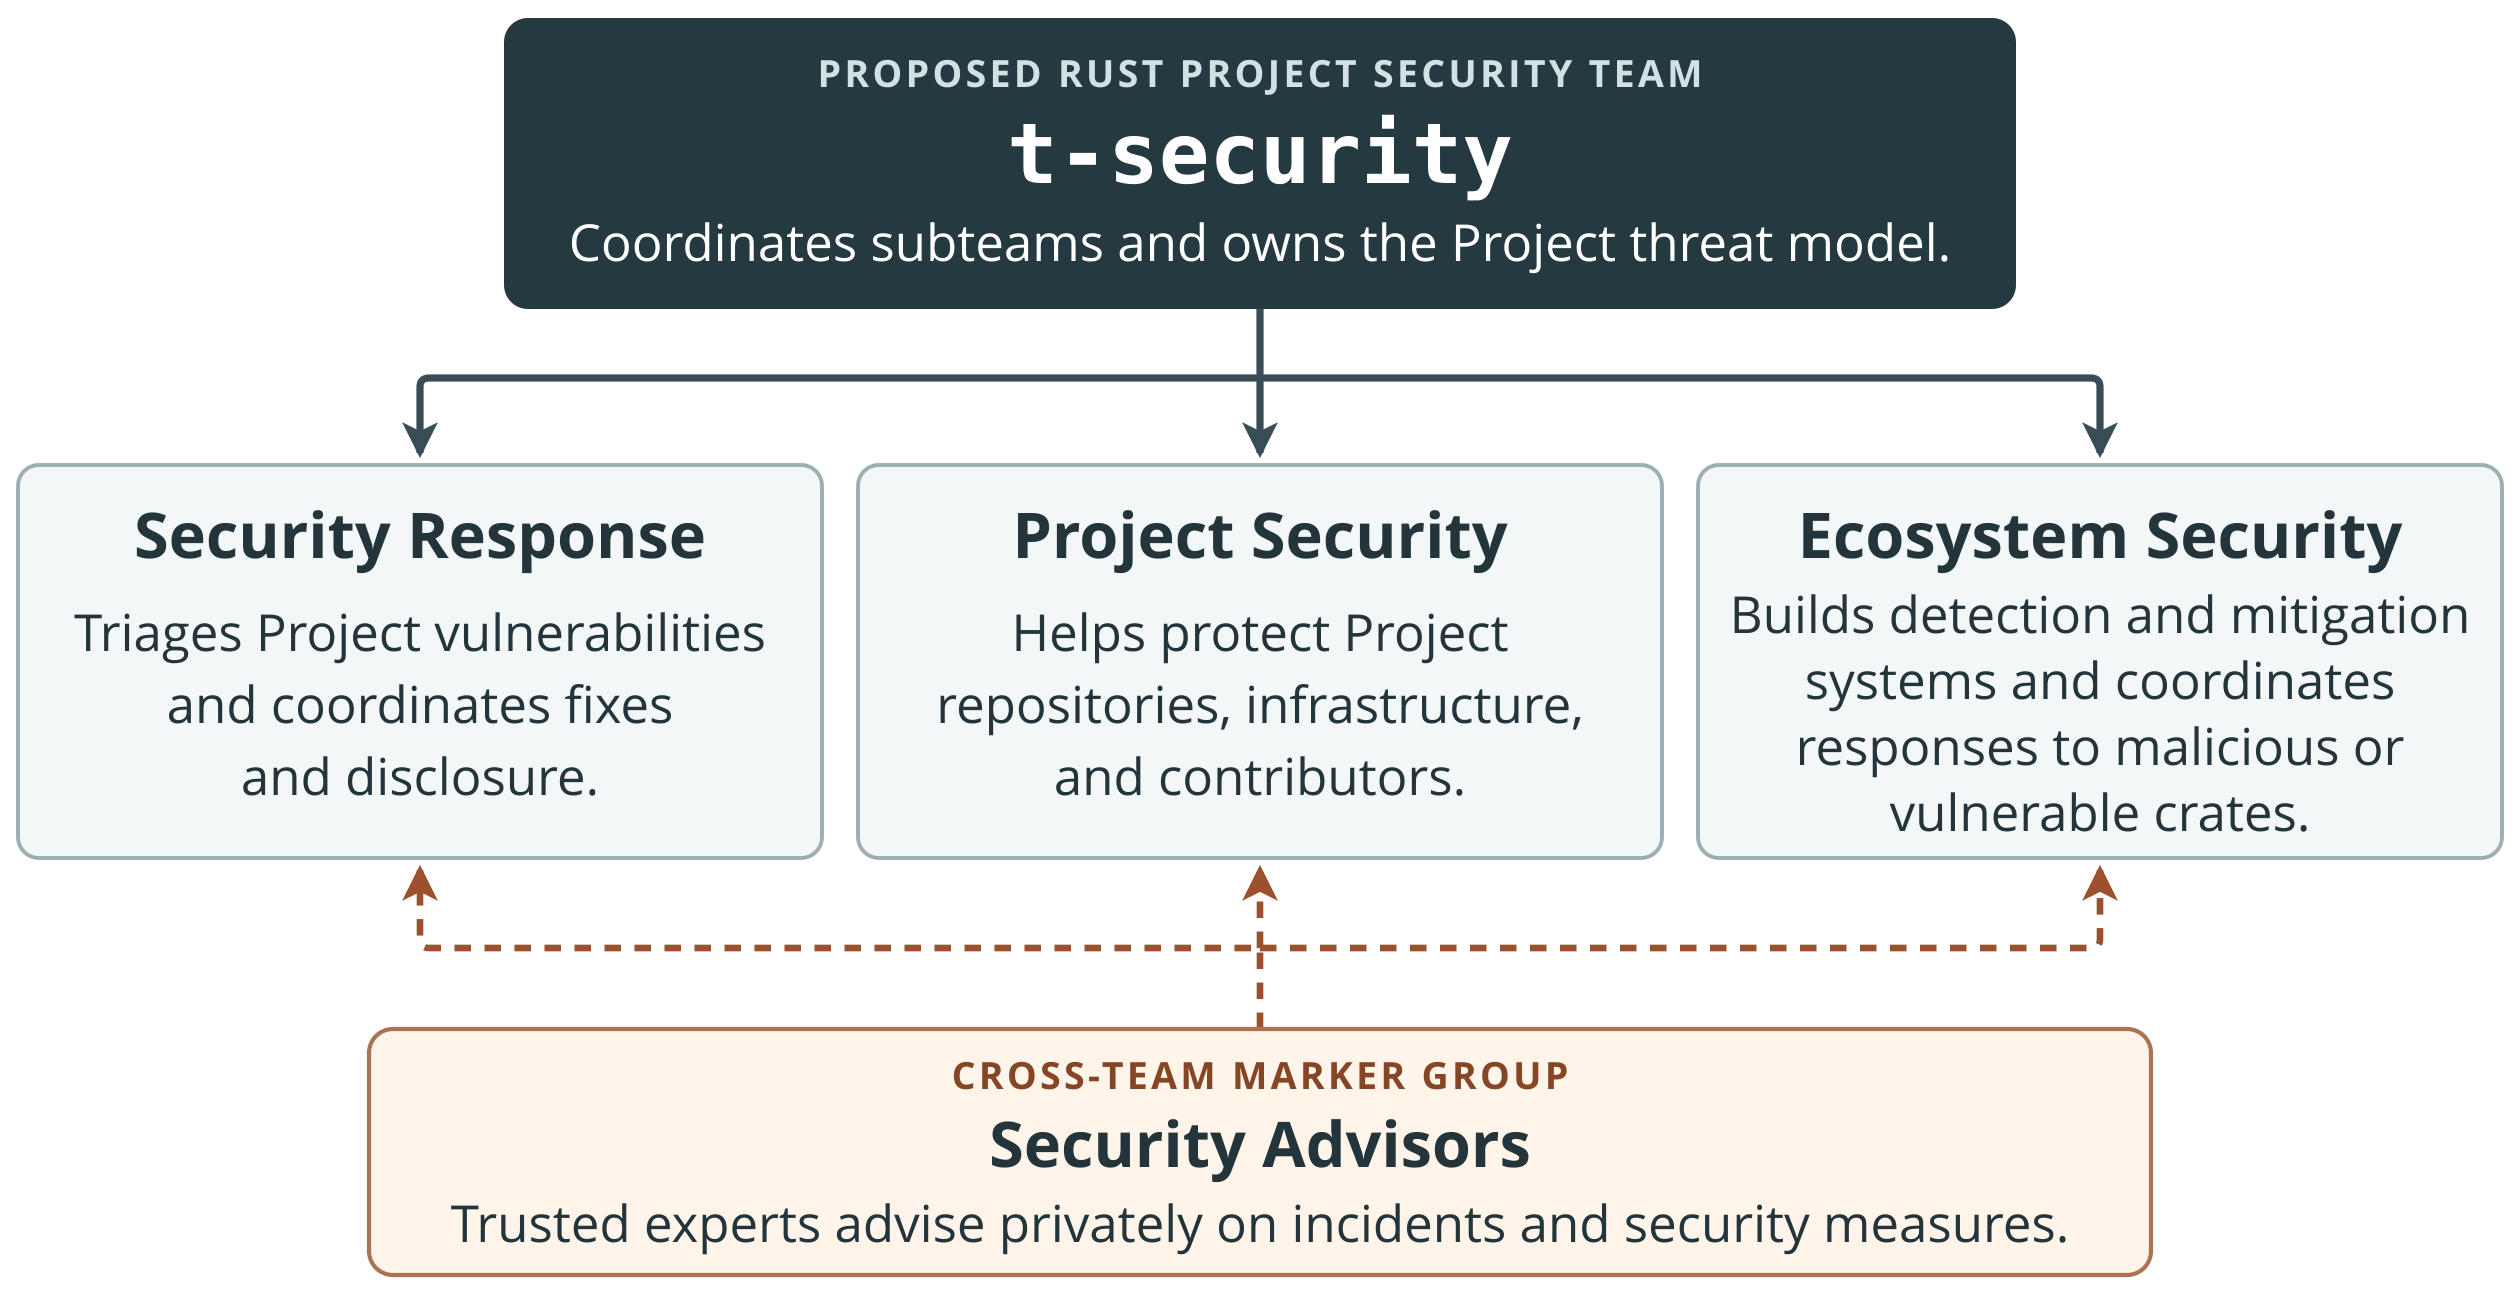 PROPOSED RUST PROJECT SECURITY TEAM
t-security
Coordinates subteams and owns the Project threat model.
Security Response
Triages Project vulnerabilities
and coordinates fixes
and disclosure.
Project Security
Helps protect Project
repositories, infrastructure,
and contributors.
Ecosystem Security
Builds detection and mitigation
systems and coordinates
responses to malicious or
vulnerable crates.
CROSS-TEAM MARKER GROUP
Security Advisors
Trusted experts advise privately on incidents and security measures.